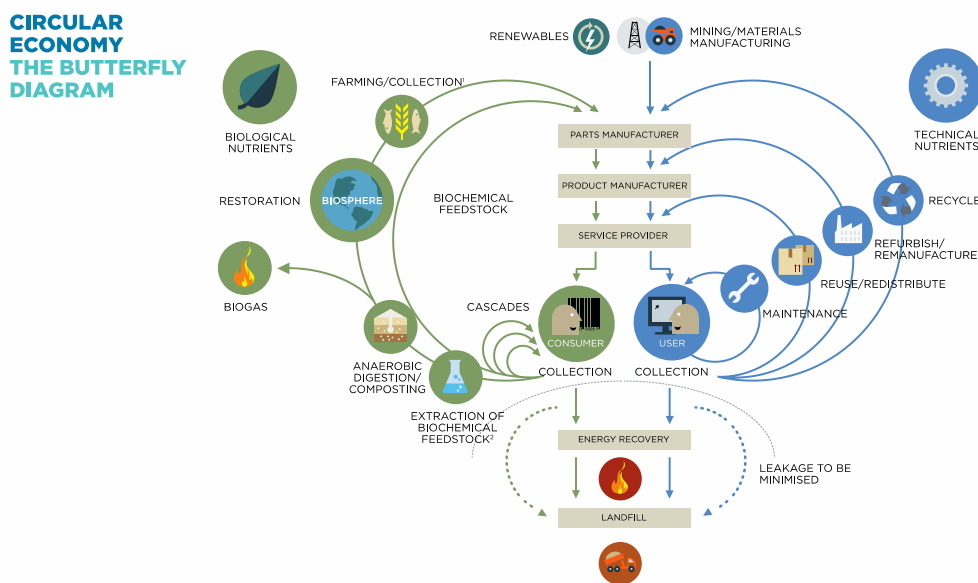 CIRCULAR
ECONOMY
THE BUTTERFLY
DIAGRAM
RENEWABLES
MINING/MATERIALS
MANUFACTURING
FARMING/COLLECTION¹
BIOLOGICAL
NUTRIENTS
TECHNICAL
NUTRIENTS
PARTS MANUFACTURER
PRODUCT MANUFACTURER
SERVICE PROVIDER
RESTORATION
BIOSPHERE
BIOCHEMICAL
FEEDSTOCK
RECYCLE
REFURBISH/
REMANUFACTURE
REUSE/REDISTRIBUTE
MAINTENANCE
BIOGAS
CASCADES
CONSUMER
USER
COLLECTION
COLLECTION
ANAEROBIC
DIGESTION/
COMPOSTING
EXTRACTION OF
BIOCHEMICAL
FEEDSTOCK²
ENERGY RECOVERY
LEAKAGE TO BE
MINIMISED
LANDFILL